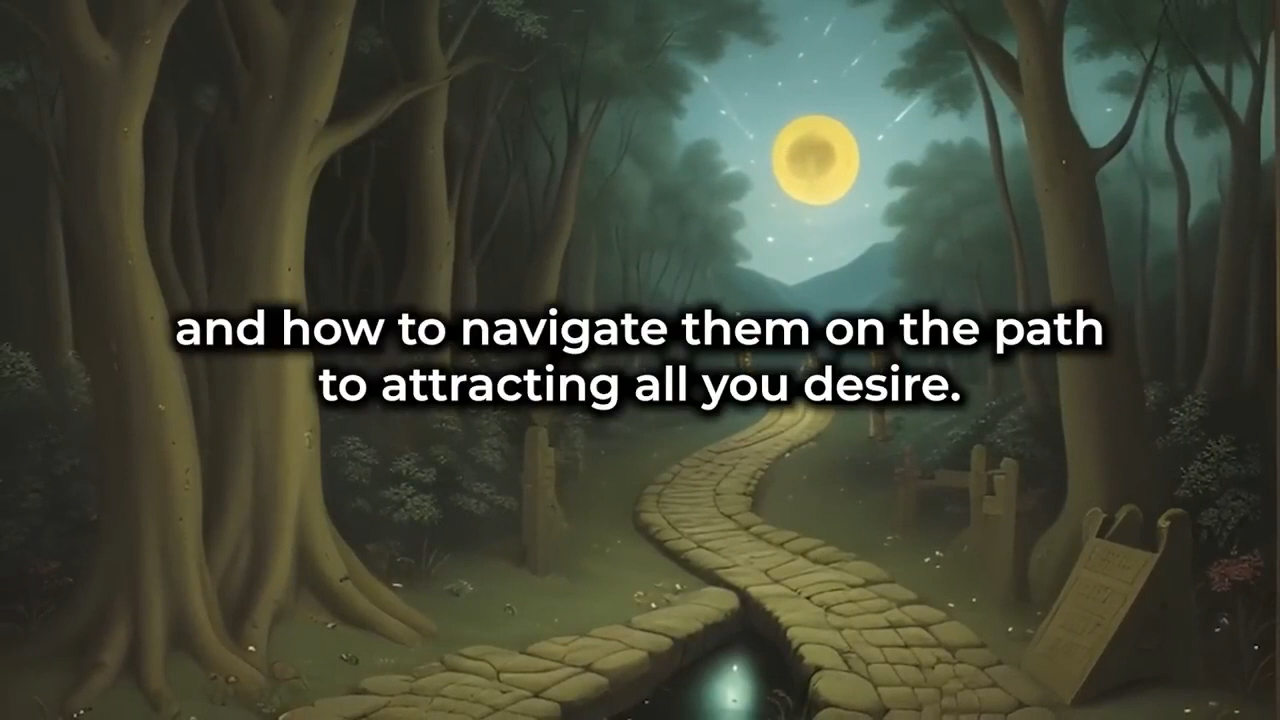 and how to navigate them on the path
to attracting all you desire.